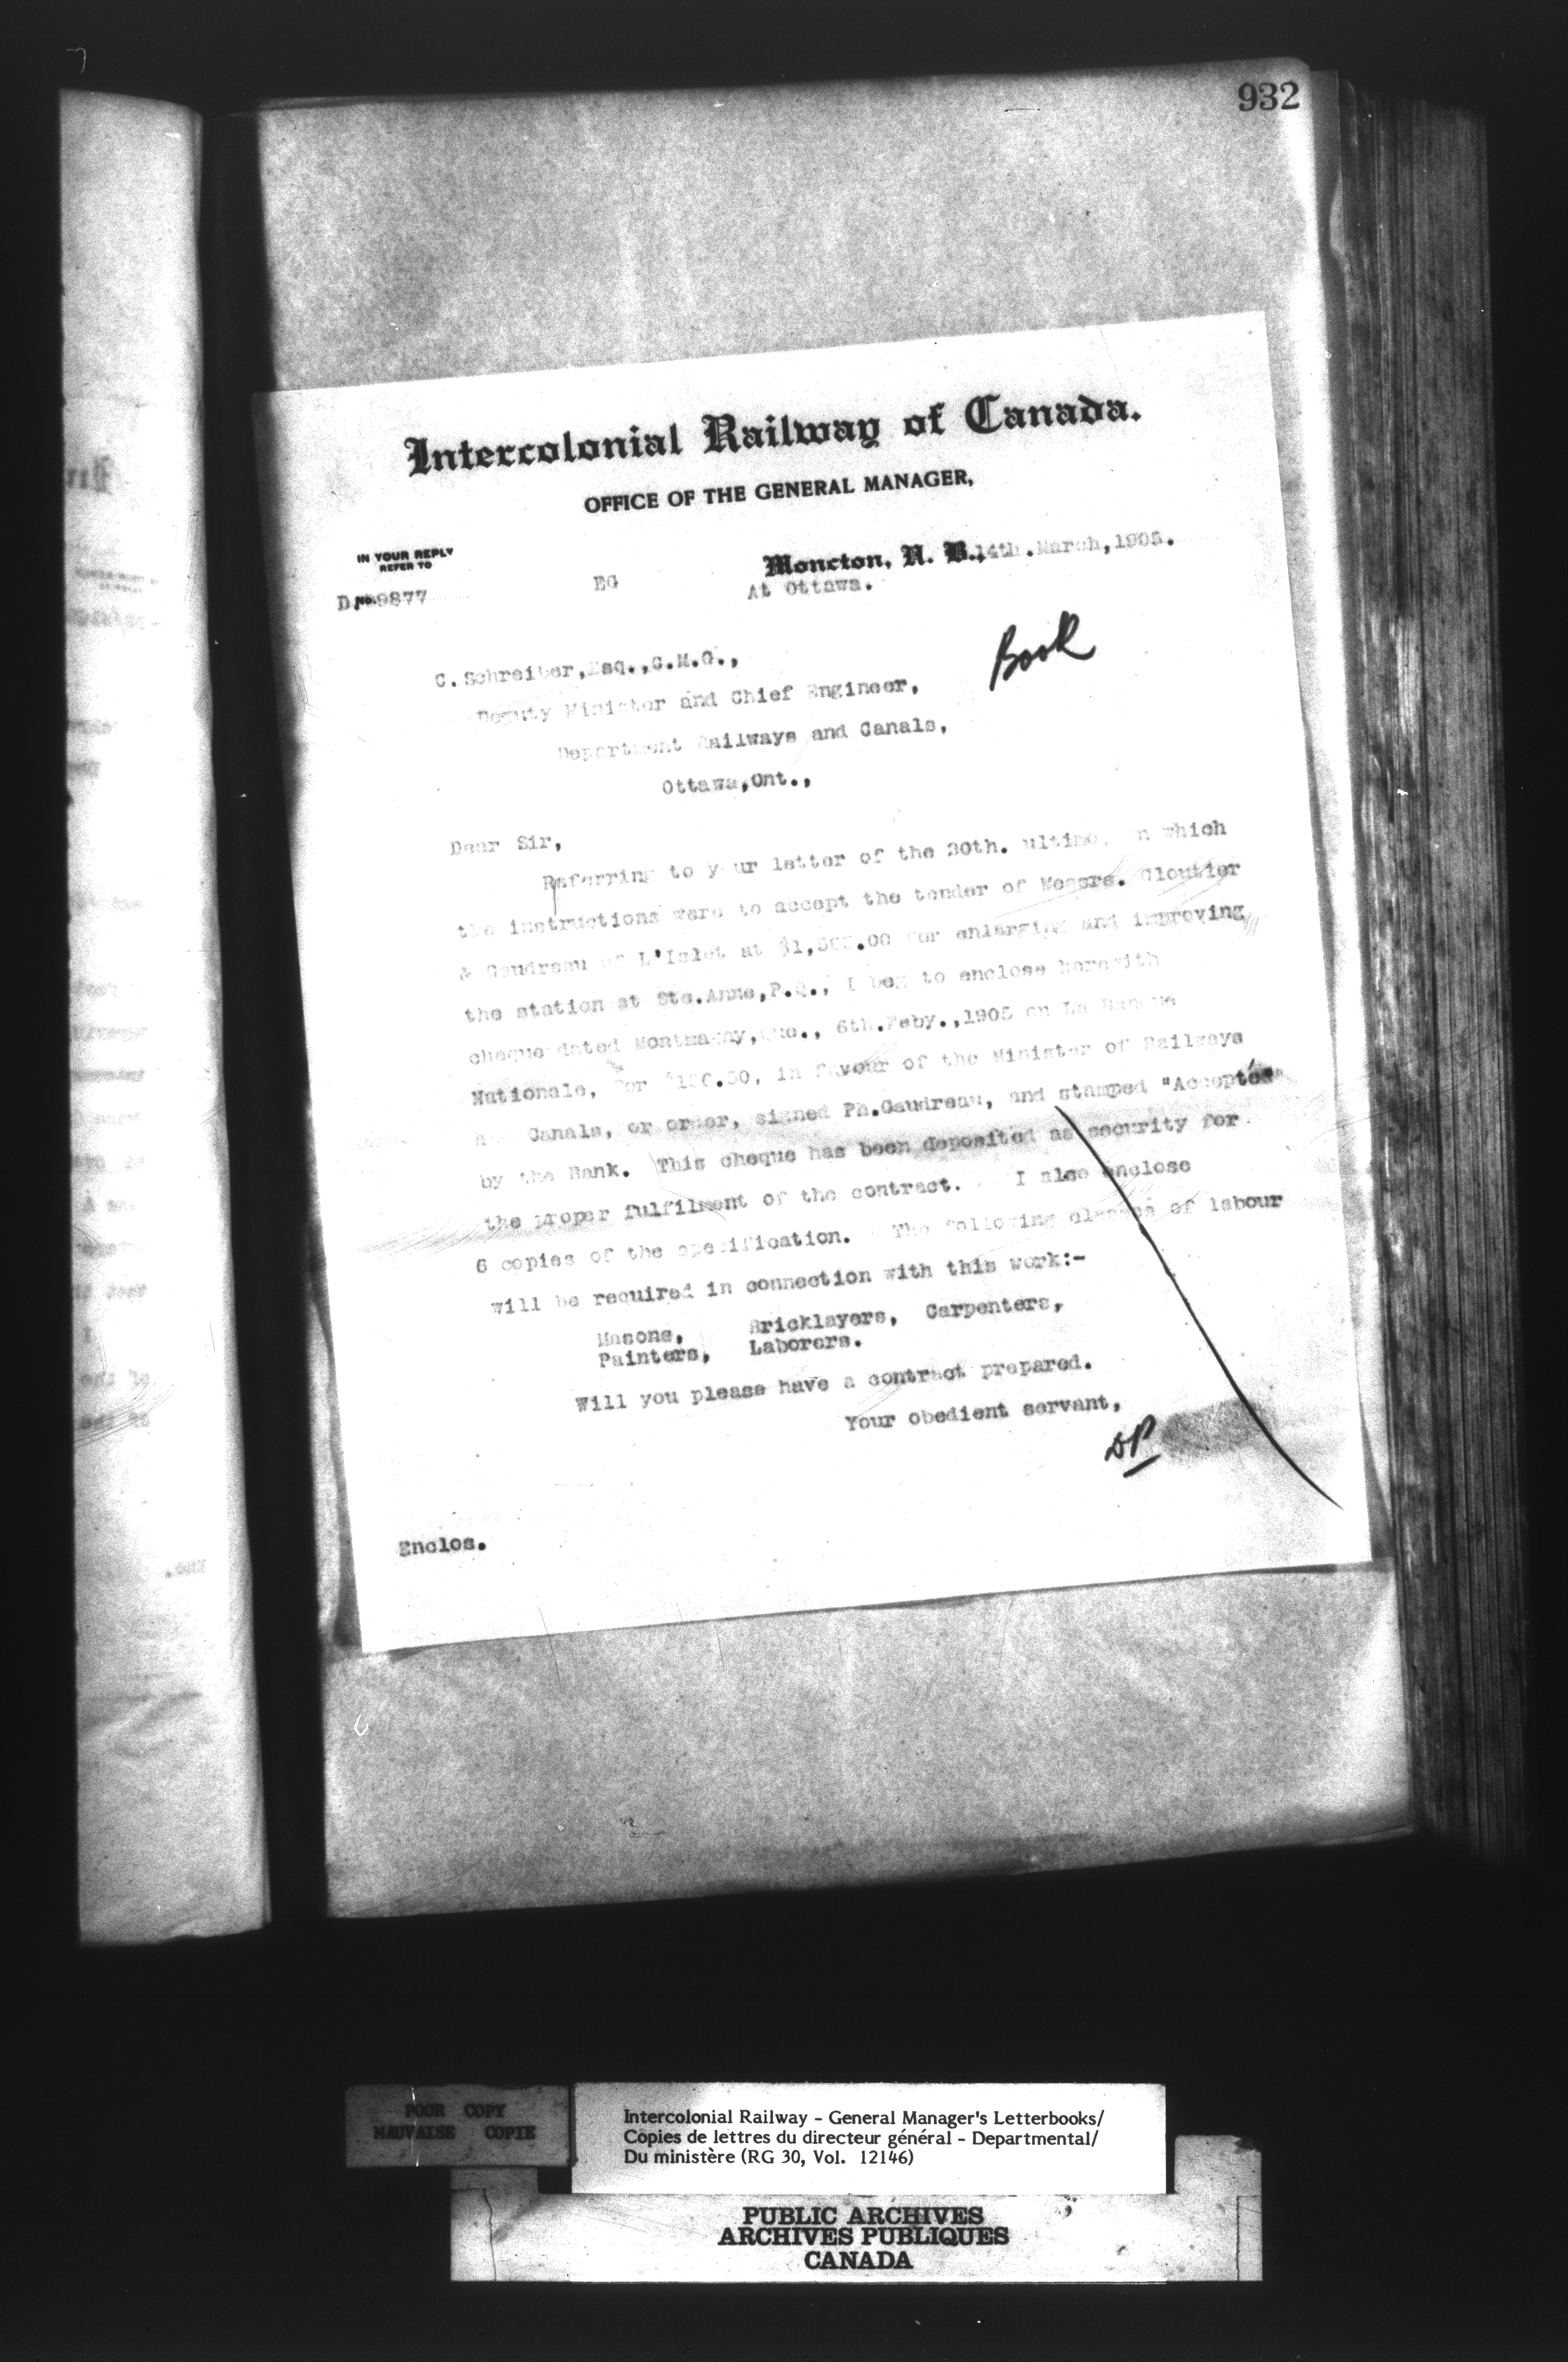 932
Intercolonial Railway of Canada.
OFFICE OF THE GENERAL MANAGER,
IN YOUR REPLY
REFER TO
Moncton, N. B., 14th. March, 1905.
D. No. 9877
EG
At Ottawa.
Book
C. Schreiber, Esq., C.M.G.,
Deputy Minister and Chief Engineer,
Department Railways and Canals,
Ottawa, Ont.,
Dear Sir,
Referring to your letter of the ultimo, in which
the instructions were to accept the tender of Messrs. Cloutier
& Gaudreau of L'Islet at for enlarging and improving
the station at Ste. Anne, P.Q., I beg to enclose herewith
cheque dated Montmagny, Que., 6th. Feby., 1905 on La Banque
Nationale, for in favour of the Minister of Railways
and Canals, or order, signed Ph. Gaudreau, and stamped "Accepté"
by the Bank. This cheque has been deposited as security for
the proper fulfilment of the contract. I also enclose
6 copies of the specification. The following classes of labour
will be required in connection with this work:-
Masons, Bricklayers, Carpenters,
Painters, Laborers.
Will you please have a contract prepared.
Your obedient servant,
DP
Enclos.
Enc.
POOR COPY
MAUVAISE COPIE
Intercolonial Railway - General Manager's Letterbooks/
Copies de lettres du directeur général - Departmental/
Du ministère (RG 30, Vol. 12146)
PUBLIC ARCHIVES
ARCHIVES PUBLIQUES
CANADA